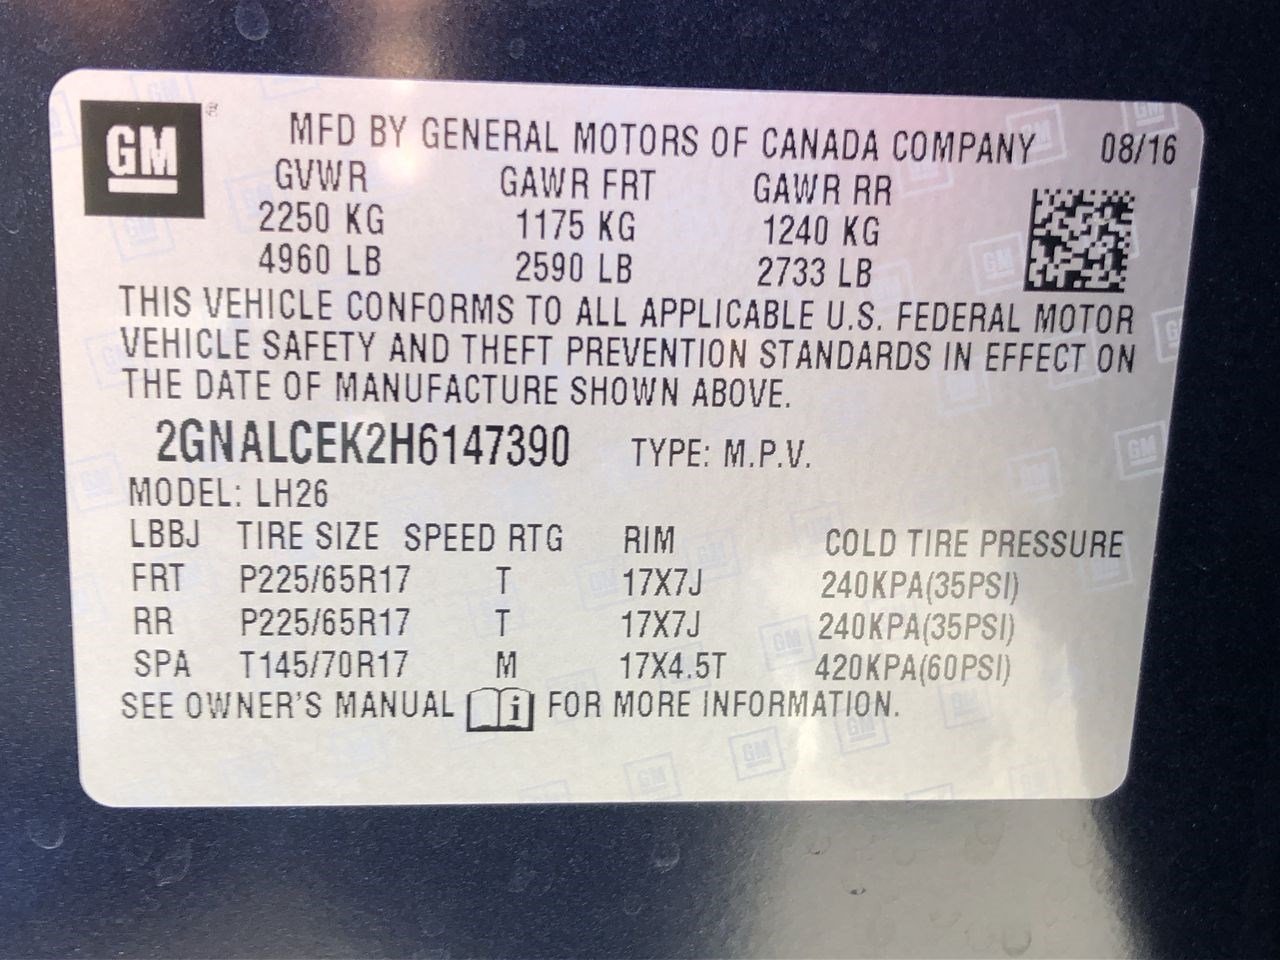 GM ®
MFD BY GENERAL MOTORS OF CANADA COMPANY 08/16
GVWR GAWR FRT GAWR RR
2250 KG 1175 KG 1240 KG
4960 LB 2590 LB 2733 LB
THIS VEHICLE CONFORMS TO ALL APPLICABLE U.S. FEDERAL MOTOR
VEHICLE SAFETY AND THEFT PREVENTION STANDARDS IN EFFECT ON
THE DATE OF MANUFACTURE SHOWN ABOVE.
2GNALCEK2H6147390 TYPE: M.P.V.
MODEL: LH26
LBBJ TIRE SIZE SPEED RTG RIM COLD TIRE PRESSURE
FRT P225/65R17 T 17X7J 240KPA(35PSI)
RR P225/65R17 T 17X7J 240KPA(35PSI)
SPA T145/70R17 M 17X4.5T 420KPA(60PSI)
SEE OWNER'S MANUAL i FOR MORE INFORMATION.